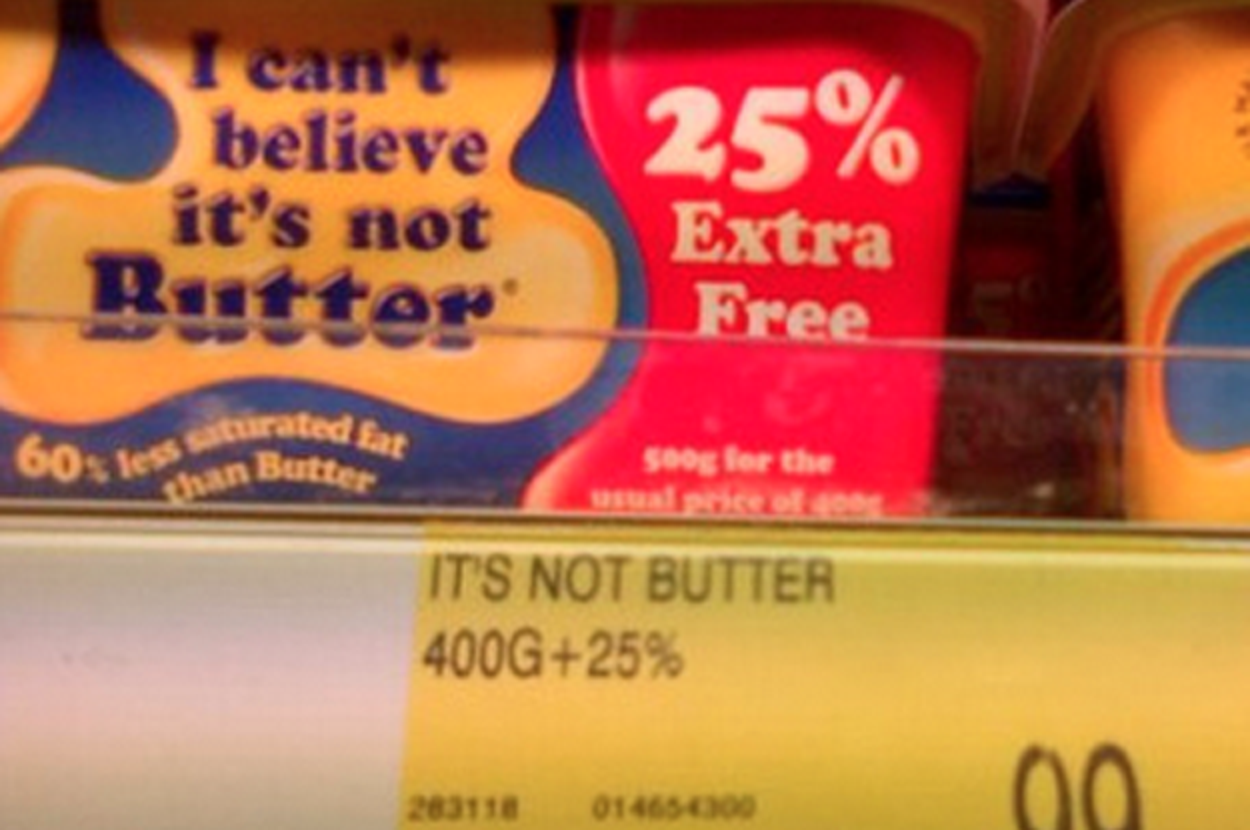 I can't
believe
it's not
Butter
60% less saturated fat
than Butter
25%
Extra
Free
500g for the
usual price of 400g
IT'S NOT BUTTER
400G+25%
283118 014654300
99